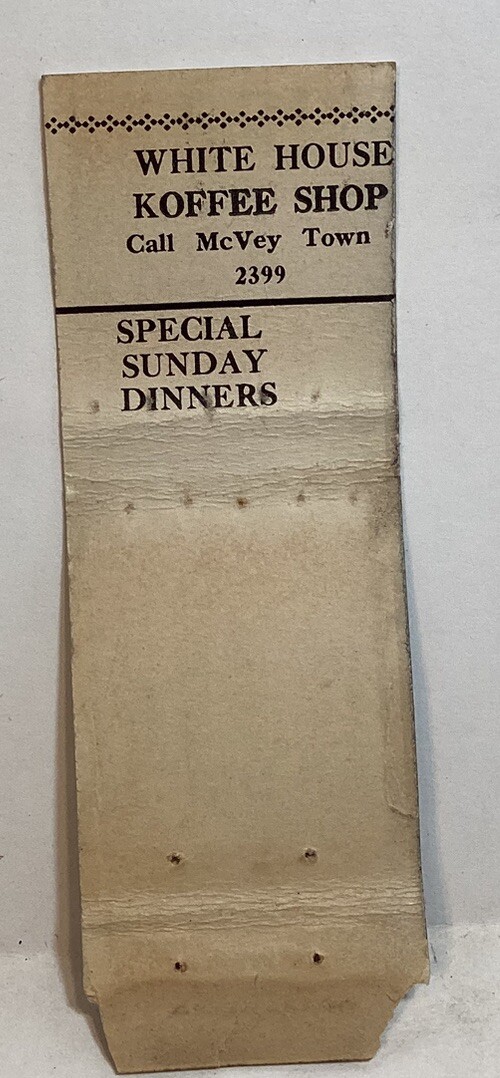 WHITE HOUSE
KOFFEE SHOP
Call McVey Town
2399
SPECIAL
SUNDAY
DINNERS